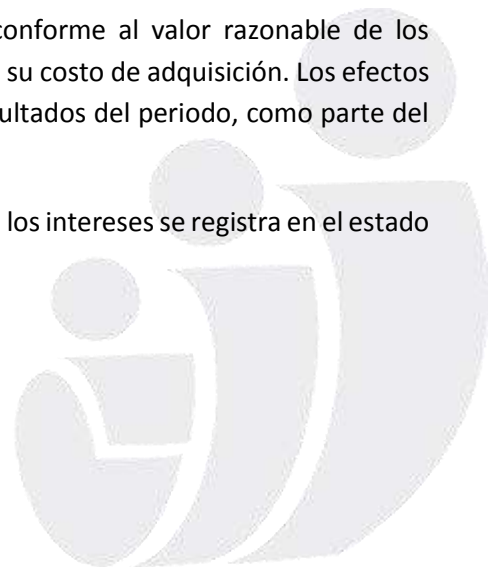 conforme al valor razonable de los
su costo de adquisición. Los efectos
ultados del periodo, como parte del
los intereses se registra en el estado